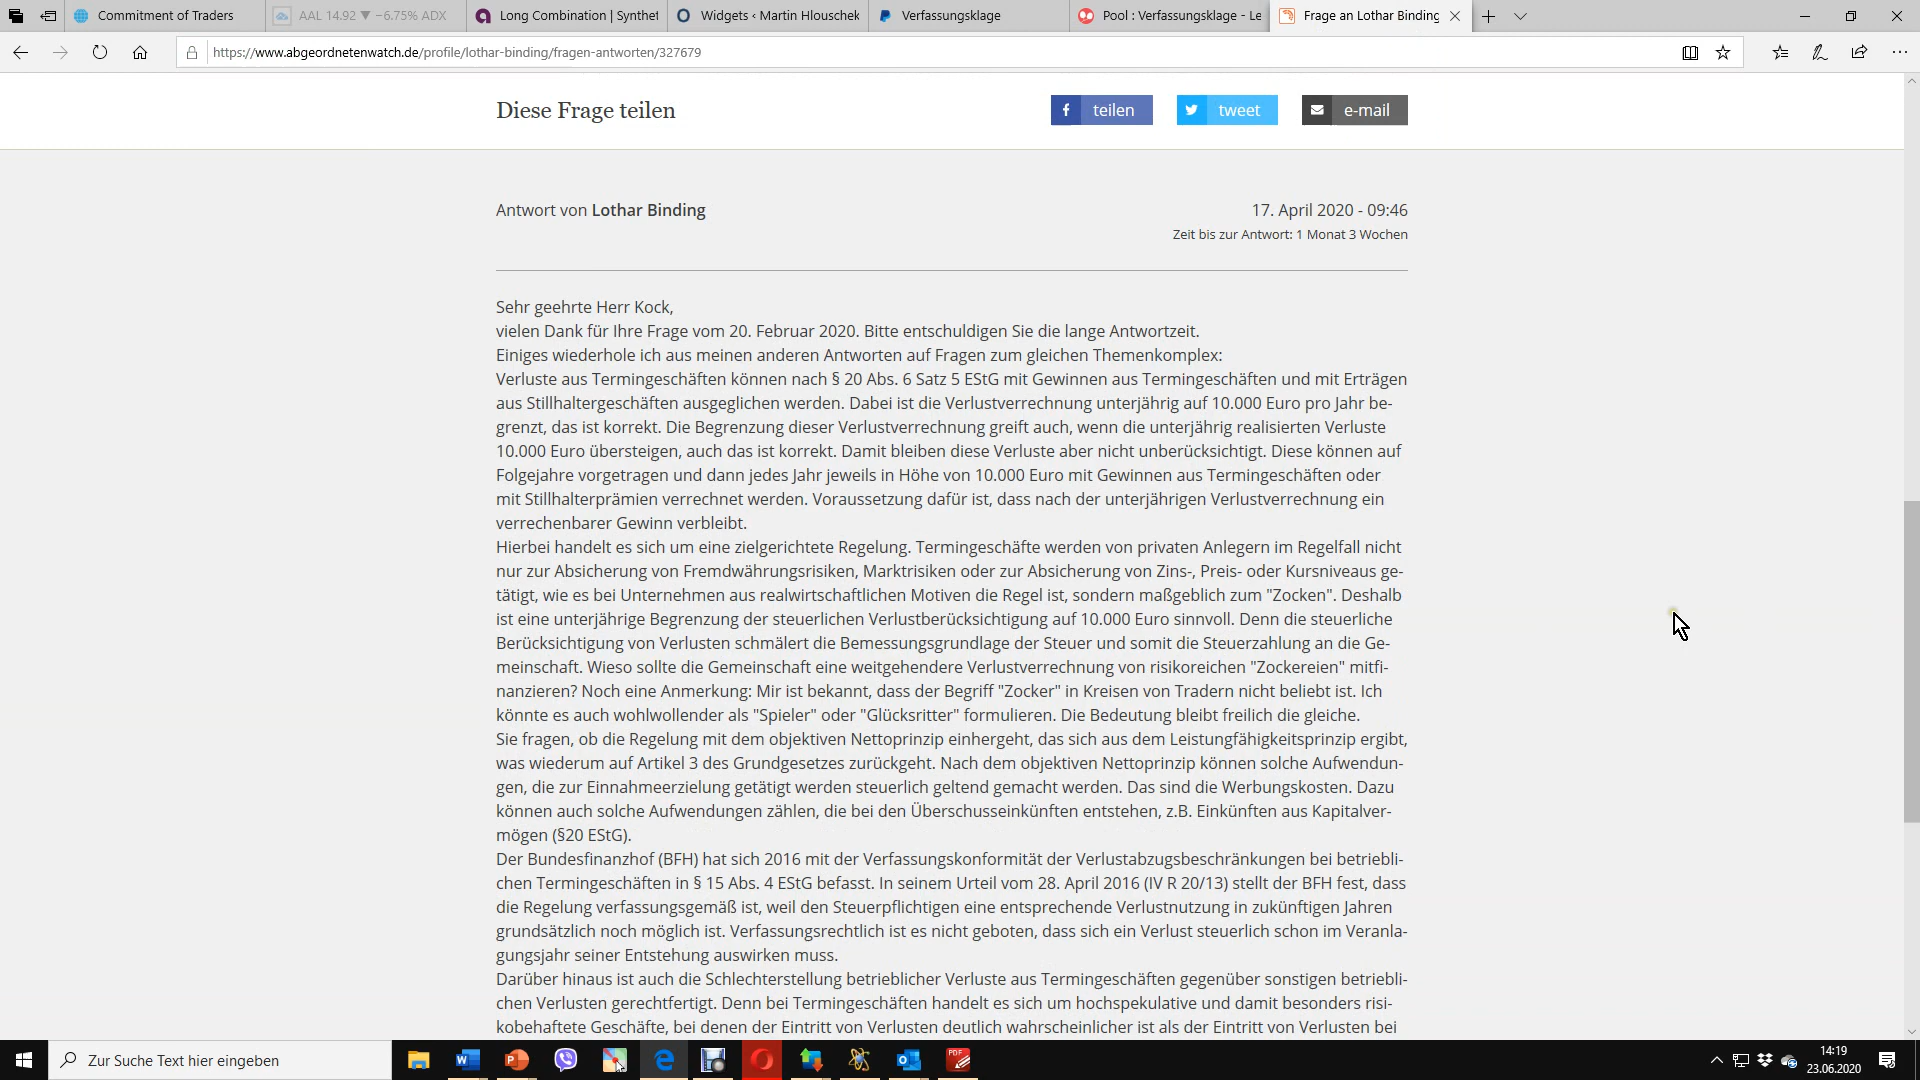 Commitment of Traders
AAL 14.92 ▼ −6.75% ADX
Long Combination | Synthet
Widgets ‹ Martin Hlouschek
Verfassungsklage
Pool : Verfassungsklage - Le
Frage an Lothar Binding
https://www.abgeordnetenwatch.de/profile/lothar-binding/fragen-antworten/327679
Diese Frage teilen
teilen
tweet
e-mail
Antwort von Lothar Binding
17. April 2020 - 09:46
Zeit bis zur Antwort: 1 Monat 3 Wochen
Sehr geehrte Herr Kock,
vielen Dank für Ihre Frage vom 20. Februar 2020. Bitte entschuldigen Sie die lange Antwortzeit.
Einiges wiederhole ich aus meinen anderen Antworten auf Fragen zum gleichen Themenkomplex:
Verluste aus Termingeschäften können nach § 20 Abs. 6 Satz 5 EStG mit Gewinnen aus Termingeschäften und mit Erträgen
aus Stillhaltergeschäften ausgeglichen werden. Dabei ist die Verlustverrechnung unterjährig auf 10.000 Euro pro Jahr be-
grenzt, das ist korrekt. Die Begrenzung dieser Verlustverrechnung greift auch, wenn die unterjährig realisierten Verluste
10.000 Euro übersteigen, auch das ist korrekt. Damit bleiben diese Verluste aber nicht unberücksichtigt. Diese können auf
Folgejahre vorgetragen und dann jedes Jahr jeweils in Höhe von 10.000 Euro mit Gewinnen aus Termingeschäften oder
mit Stillhalterprämien verrechnet werden. Voraussetzung dafür ist, dass nach der unterjährigen Verlustverrechnung ein
verrechenbarer Gewinn verbleibt.
Hierbei handelt es sich um eine zielgerichtete Regelung. Termingeschäfte werden von privaten Anlegern im Regelfall nicht
nur zur Absicherung von Fremdwährungsrisiken, Marktrisiken oder zur Absicherung von Zins-, Preis- oder Kursniveaus ge-
tätigt, wie es bei Unternehmen aus realwirtschaftlichen Motiven die Regel ist, sondern maßgeblich zum "Zocken". Deshalb
ist eine unterjährige Begrenzung der steuerlichen Verlustberücksichtigung auf 10.000 Euro sinnvoll. Denn die steuerliche
Berücksichtigung von Verlusten schmälert die Bemessungsgrundlage der Steuer und somit die Steuerzahlung an die Ge-
meinschaft. Wieso sollte die Gemeinschaft eine weitgehendere Verlustverrechnung von risikoreichen "Zockereien" mitfi-
nanzieren? Noch eine Anmerkung: Mir ist bekannt, dass der Begriff "Zocker" in Kreisen von Tradern nicht beliebt ist. Ich
könnte es auch wohlwollender als "Spieler" oder "Glücksritter" formulieren. Die Bedeutung bleibt freilich die gleiche.
Sie fragen, ob die Regelung mit dem objektiven Nettoprinzip einhergeht, das sich aus dem Leistungfähigkeitsprinzip ergibt,
was wiederum auf Artikel 3 des Grundgesetzes zurückgeht. Nach dem objektiven Nettoprinzip können solche Aufwendun-
gen, die zur Einnahmeerzielung getätigt werden steuerlich geltend gemacht werden. Das sind die Werbungskosten. Dazu
können auch solche Aufwendungen zählen, die bei den Überschusseinkünften entstehen, z.B. Einkünften aus Kapitalver-
mögen (§20 EStG).
Der Bundesfinanzhof (BFH) hat sich 2016 mit der Verfassungskonformität der Verlustabzugsbeschränkungen bei betriebli-
chen Termingeschäften in § 15 Abs. 4 EStG befasst. In seinem Urteil vom 28. April 2016 (IV R 20/13) stellt der BFH fest, dass
die Regelung verfassungsgemäß ist, weil den Steuerpflichtigen eine entsprechende Verlustnutzung in zukünftigen Jahren
grundsätzlich noch möglich ist. Verfassungsrechtlich ist es nicht geboten, dass sich ein Verlust steuerlich schon im Veranla-
gungsjahr seiner Entstehung auswirken muss.
Darüber hinaus ist auch die Schlechterstellung betrieblicher Verluste aus Termingeschäften gegenüber sonstigen betriebli-
chen Verlusten gerechtfertigt. Denn bei Termingeschäften handelt es sich um hochspekulative und damit besonders risi-
kobehaftete Geschäfte, bei denen der Eintritt von Verlusten deutlich wahrscheinlicher ist als der Eintritt von Verlusten bei
Zur Suche Text hier eingeben
14:19
23.06.2020